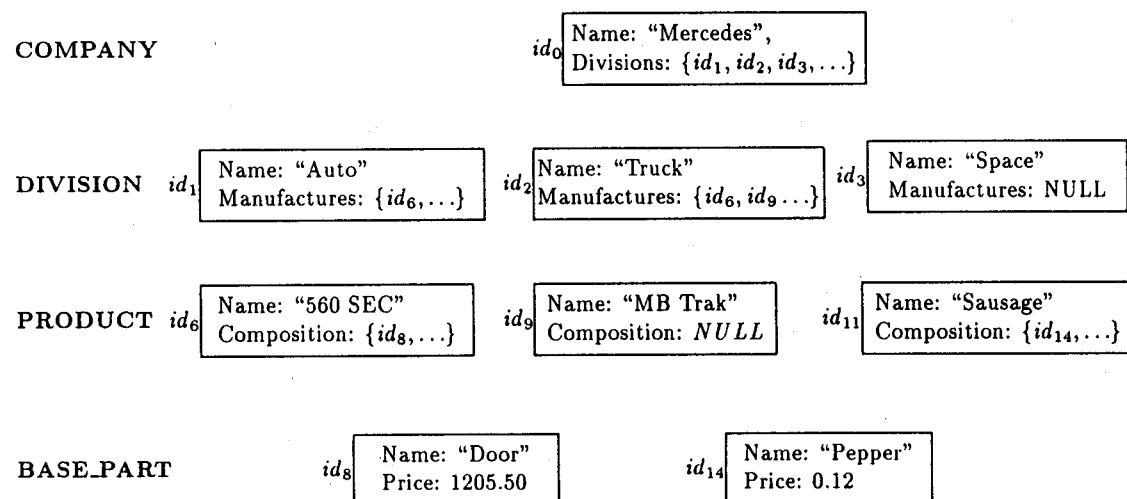 COMPANY
id₀
Name: “Mercedes”,
Divisions: {id₁, id₂, id₃, ...}
DIVISION
id₁
Name: “Auto”
Manufactures: {id₆, ...}
id₂
Name: “Truck”
Manufactures: {id₆, id₉ ...}
id₃
Name: “Space”
Manufactures: NULL
PRODUCT
id₆
Name: “560 SEC”
Composition: {id₈, ...}
id₉
Name: “MB Trak”
Composition: NULL
id₁₁
Name: “Sausage”
Composition: {id₁₄, ...}
BASE_PART
id₈
Name: “Door”
Price: 1205.50
id₁₄
Name: “Pepper”
Price: 0.12